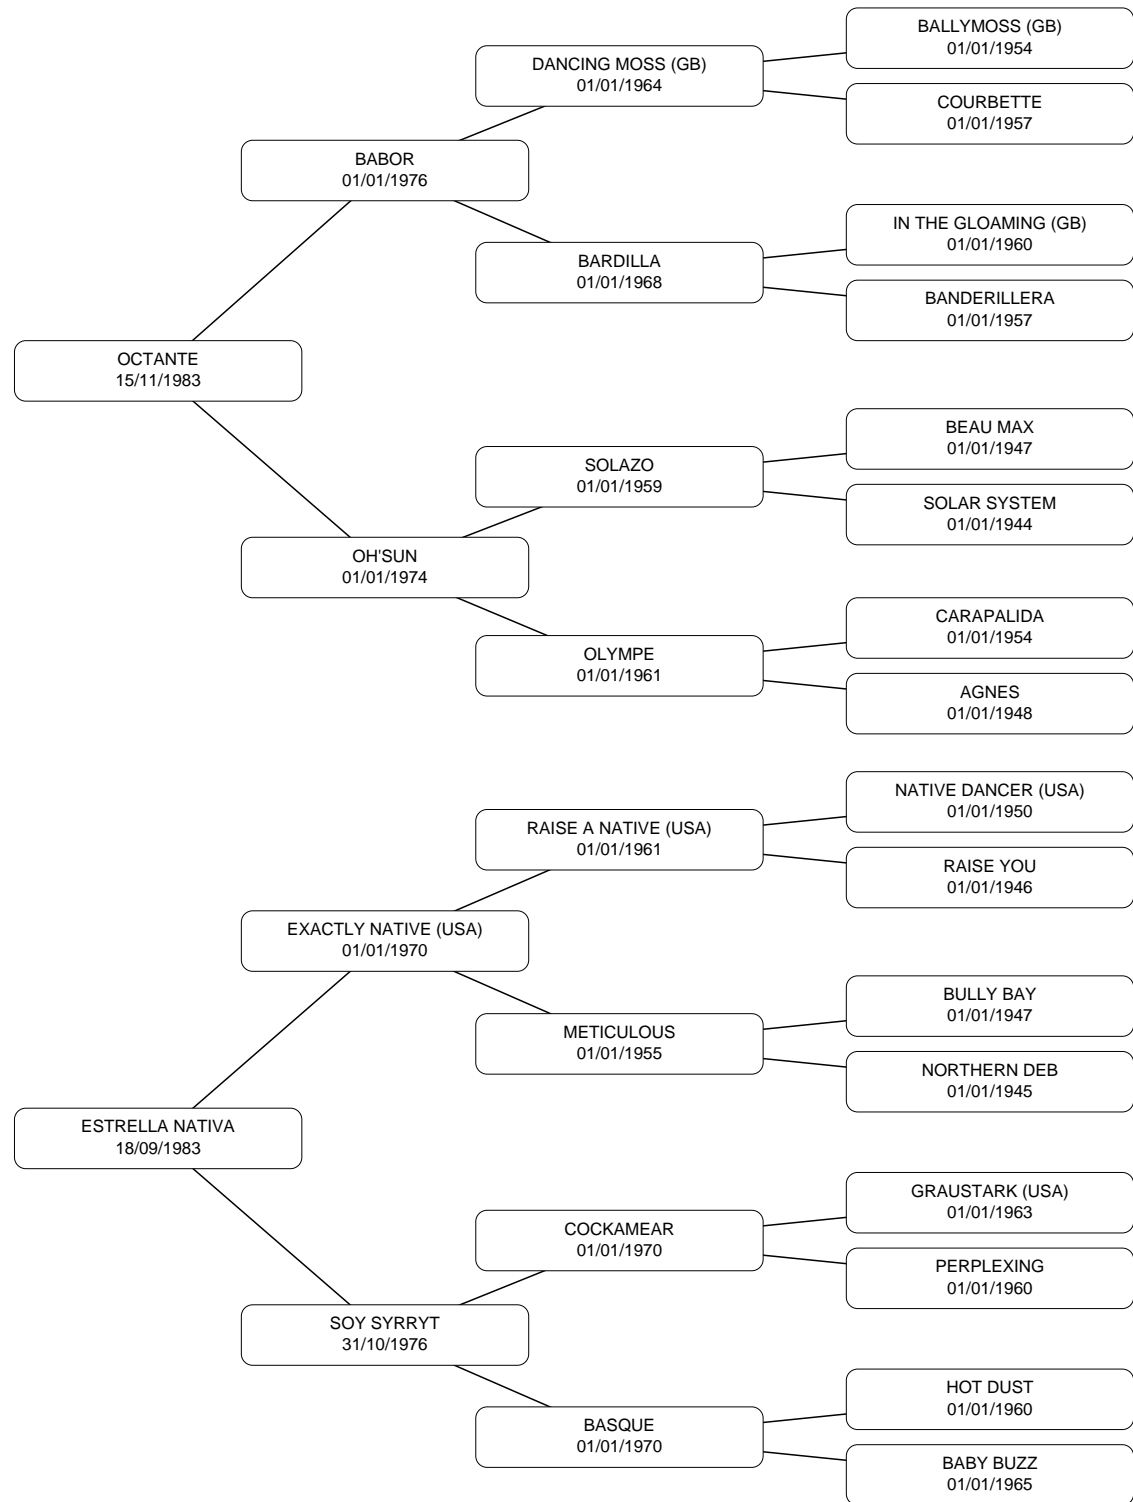 BALLYMOSS (GB)
01/01/1954
DANCING MOSS (GB)
01/01/1964
COURBETTE
01/01/1957
BABOR
01/01/1976
IN THE GLOAMING (GB)
01/01/1960
BARDILLA
01/01/1968
BANDERILLERA
01/01/1957
OCTANTE
15/11/1983
BEAU MAX
01/01/1947
SOLAZO
01/01/1959
SOLAR SYSTEM
01/01/1944
OH'SUN
01/01/1974
CARAPALIDA
01/01/1954
OLYMPE
01/01/1961
AGNES
01/01/1948
NATIVE DANCER (USA)
01/01/1950
RAISE A NATIVE (USA)
01/01/1961
RAISE YOU
01/01/1946
EXACTLY NATIVE (USA)
01/01/1970
BULLY BAY
01/01/1947
METICULOUS
01/01/1955
NORTHERN DEB
01/01/1945
ESTRELLA NATIVA
18/09/1983
GRAUSTARK (USA)
01/01/1963
COCKAMEAR
01/01/1970
PERPLEXING
01/01/1960
SOY SYRRYT
31/10/1976
HOT DUST
01/01/1960
BASQUE
01/01/1970
BABY BUZZ
01/01/1965